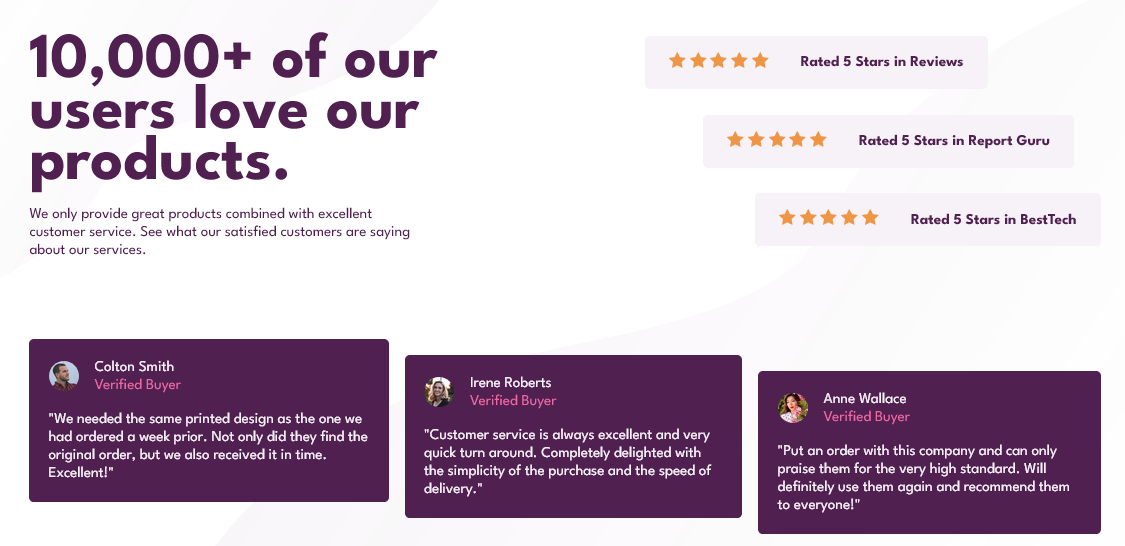 10,000+ of our
users love our
products.
We only provide great products combined with excellent
customer service. See what our satisfied customers are saying
about our services.
Rated 5 Stars in Reviews
Rated 5 Stars in Report Guru
Rated 5 Stars in BestTech
Colton Smith
Verified Buyer
"We needed the same printed design as the one we
had ordered a week prior. Not only did they find the
original order, but we also received it in time.
Excellent!"
Irene Roberts
Verified Buyer
"Customer service is always excellent and very
quick turn around. Completely delighted with
the simplicity of the purchase and the speed of
delivery."
Anne Wallace
Verified Buyer
"Put an order with this company and can only
praise them for the very high standard. Will
definitely use them again and recommend them
to everyone!"